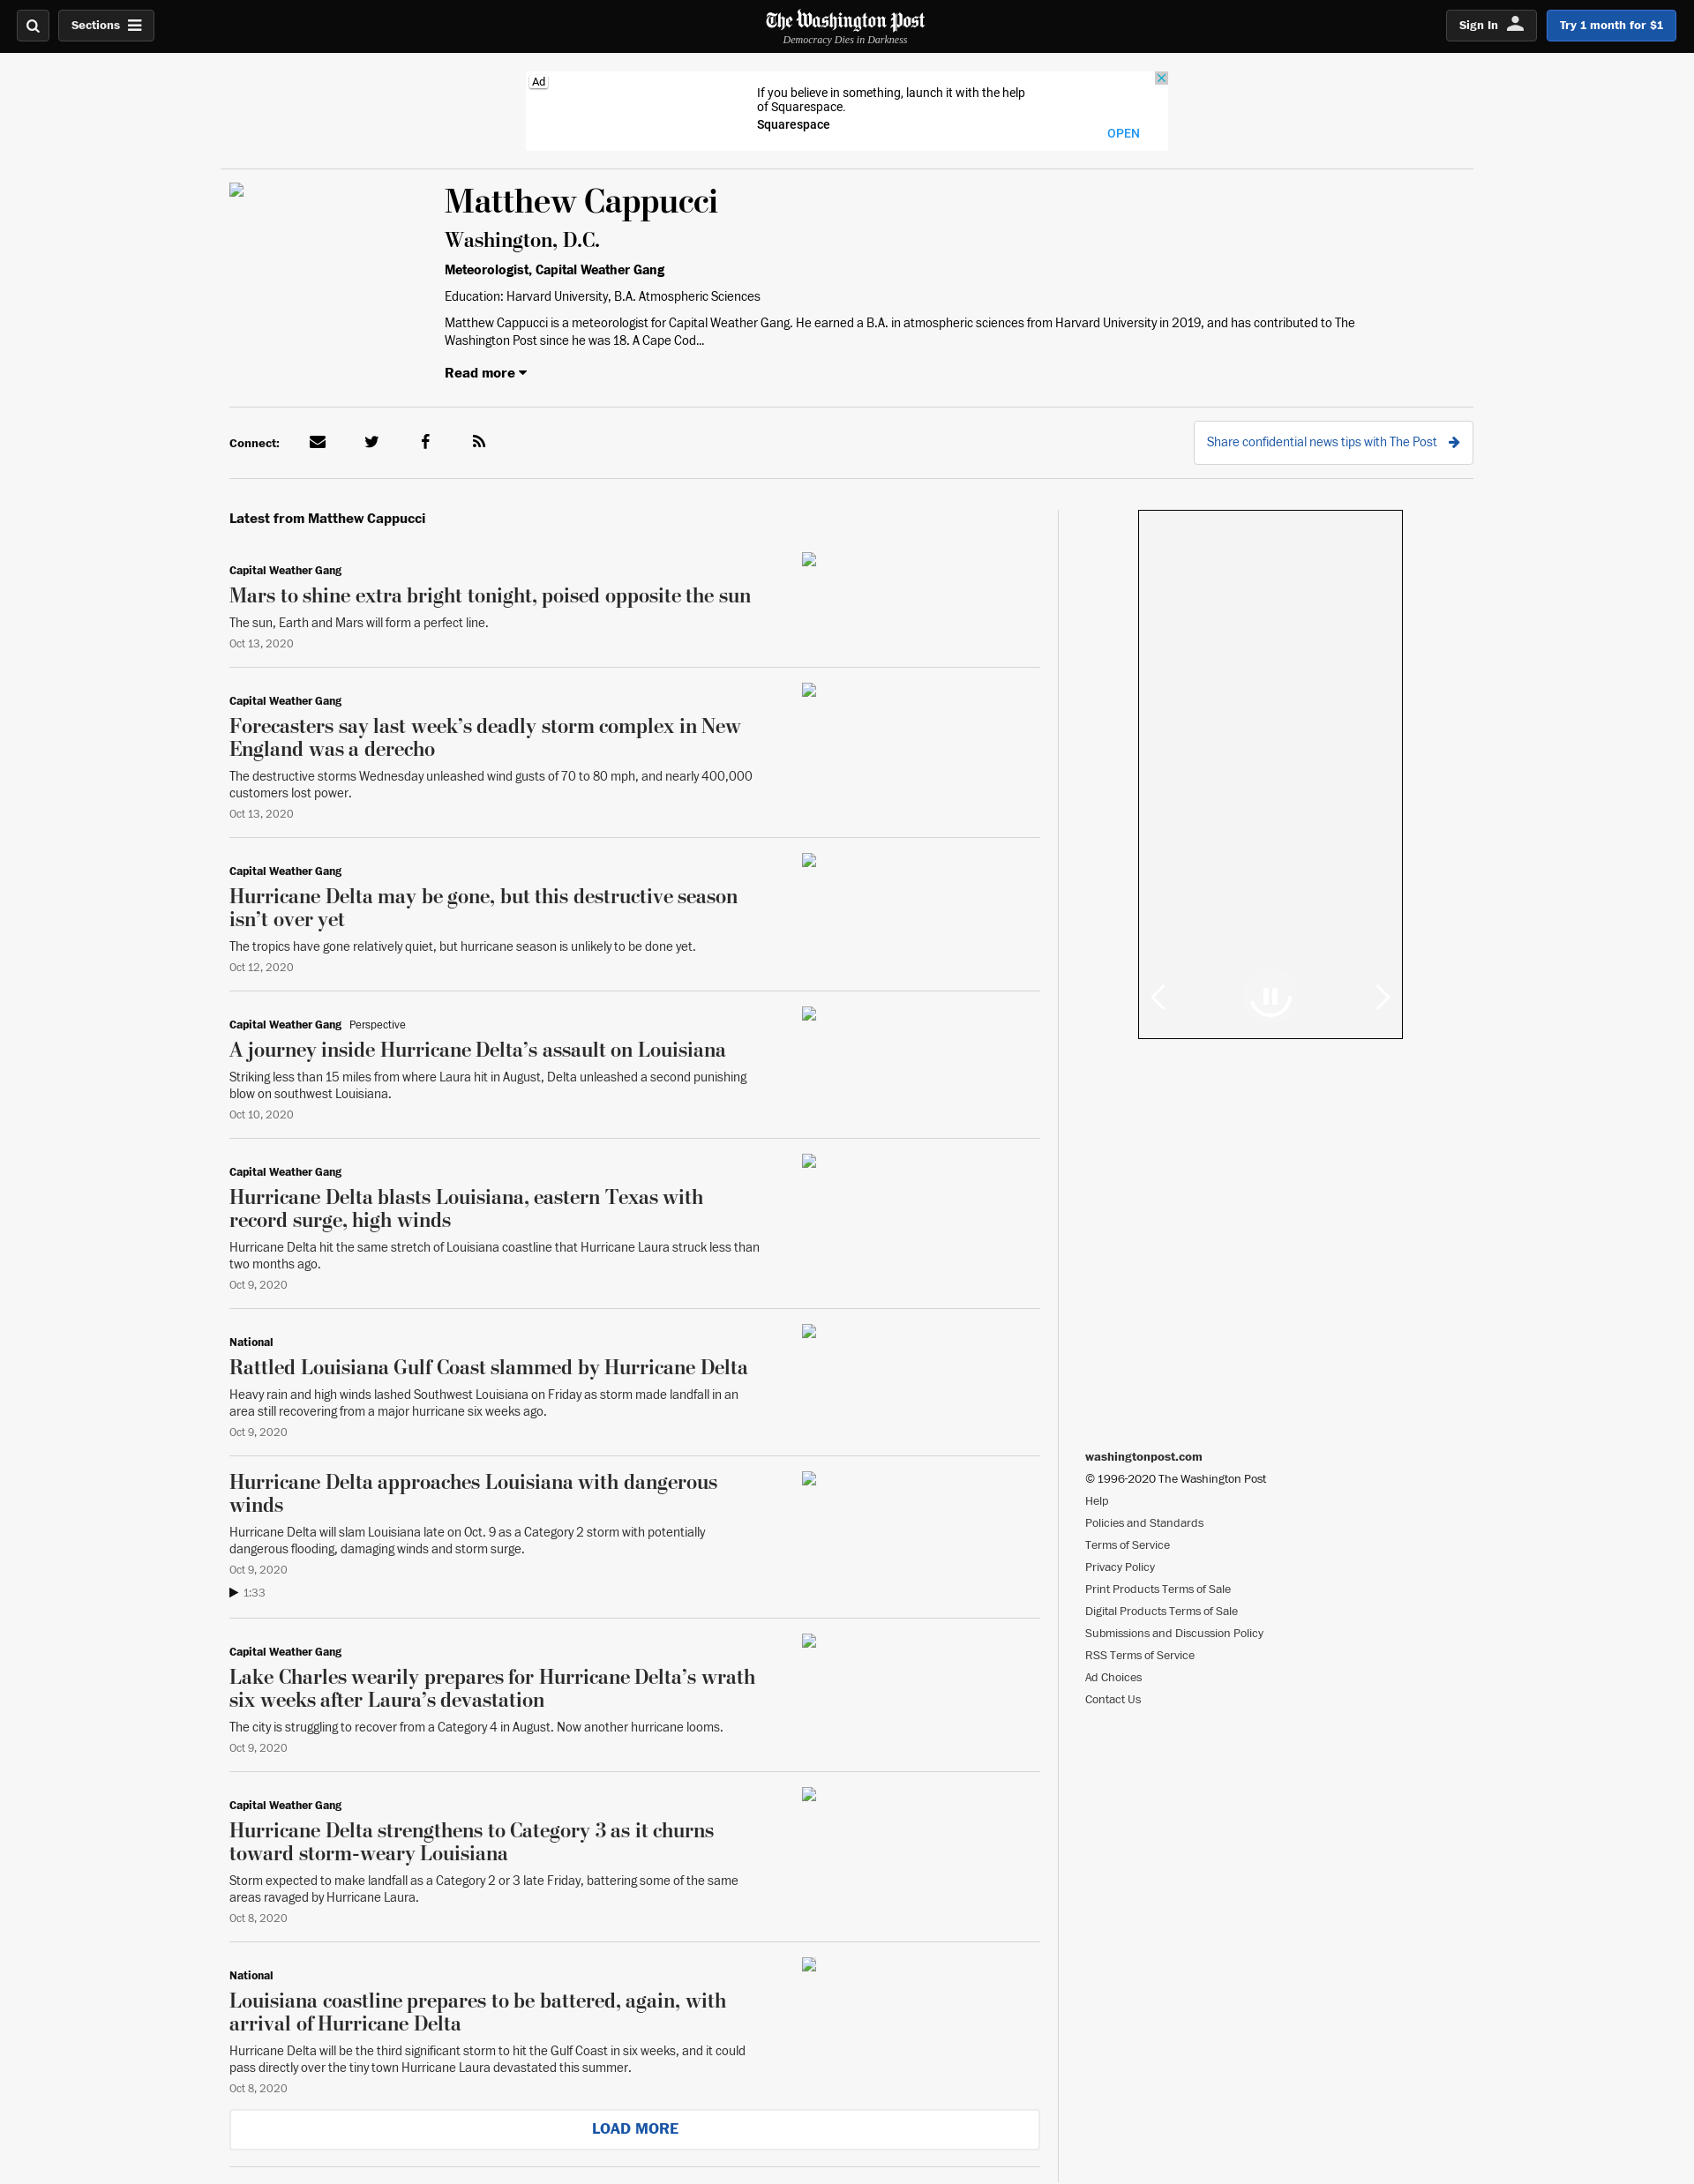 Sections
The Washington Post
Democracy Dies in Darkness
Sign In
Try 1 month for $1
Ad
If you believe in something, launch it with the help
of Squarespace.
Squarespace
OPEN
Matthew Cappucci
Washington, D.C.
Meteorologist, Capital Weather Gang
Education: Harvard University, B.A. Atmospheric Sciences
Matthew Cappucci is a meteorologist for Capital Weather Gang. He earned a B.A. in atmospheric sciences from Harvard University in 2019, and has contributed to The
Washington Post since he was 18. A Cape Cod...
Read more
Connect:
Share confidential news tips with The Post
Latest from Matthew Cappucci
Capital Weather Gang
Mars to shine extra bright tonight, poised opposite the sun
The sun, Earth and Mars will form a perfect line.
Oct 13, 2020
Capital Weather Gang
Forecasters say last week’s deadly storm complex in New
England was a derecho
The destructive storms Wednesday unleashed wind gusts of 70 to 80 mph, and nearly 400,000
customers lost power.
Oct 13, 2020
Capital Weather Gang
Hurricane Delta may be gone, but this destructive season
isn’t over yet
The tropics have gone relatively quiet, but hurricane season is unlikely to be done yet.
Oct 12, 2020
Capital Weather Gang Perspective
A journey inside Hurricane Delta’s assault on Louisiana
Striking less than 15 miles from where Laura hit in August, Delta unleashed a second punishing
blow on southwest Louisiana.
Oct 10, 2020
Capital Weather Gang
Hurricane Delta blasts Louisiana, eastern Texas with
record surge, high winds
Hurricane Delta hit the same stretch of Louisiana coastline that Hurricane Laura struck less than
two months ago.
Oct 9, 2020
National
Rattled Louisiana Gulf Coast slammed by Hurricane Delta
Heavy rain and high winds lashed Southwest Louisiana on Friday as storm made landfall in an
area still recovering from a major hurricane six weeks ago.
Oct 9, 2020
Hurricane Delta approaches Louisiana with dangerous
winds
Hurricane Delta will slam Louisiana late on Oct. 9 as a Category 2 storm with potentially
dangerous flooding, damaging winds and storm surge.
Oct 9, 2020
1:33
Capital Weather Gang
Lake Charles wearily prepares for Hurricane Delta’s wrath
six weeks after Laura’s devastation
The city is struggling to recover from a Category 4 in August. Now another hurricane looms.
Oct 9, 2020
Capital Weather Gang
Hurricane Delta strengthens to Category 3 as it churns
toward storm-weary Louisiana
Storm expected to make landfall as a Category 2 or 3 late Friday, battering some of the same
areas ravaged by Hurricane Laura.
Oct 8, 2020
National
Louisiana coastline prepares to be battered, again, with
arrival of Hurricane Delta
Hurricane Delta will be the third significant storm to hit the Gulf Coast in six weeks, and it could
pass directly over the tiny town Hurricane Laura devastated this summer.
Oct 8, 2020
LOAD MORE
washingtonpost.com
© 1996-2020 The Washington Post
Help
Policies and Standards
Terms of Service
Privacy Policy
Print Products Terms of Sale
Digital Products Terms of Sale
Submissions and Discussion Policy
RSS Terms of Service
Ad Choices
Contact Us